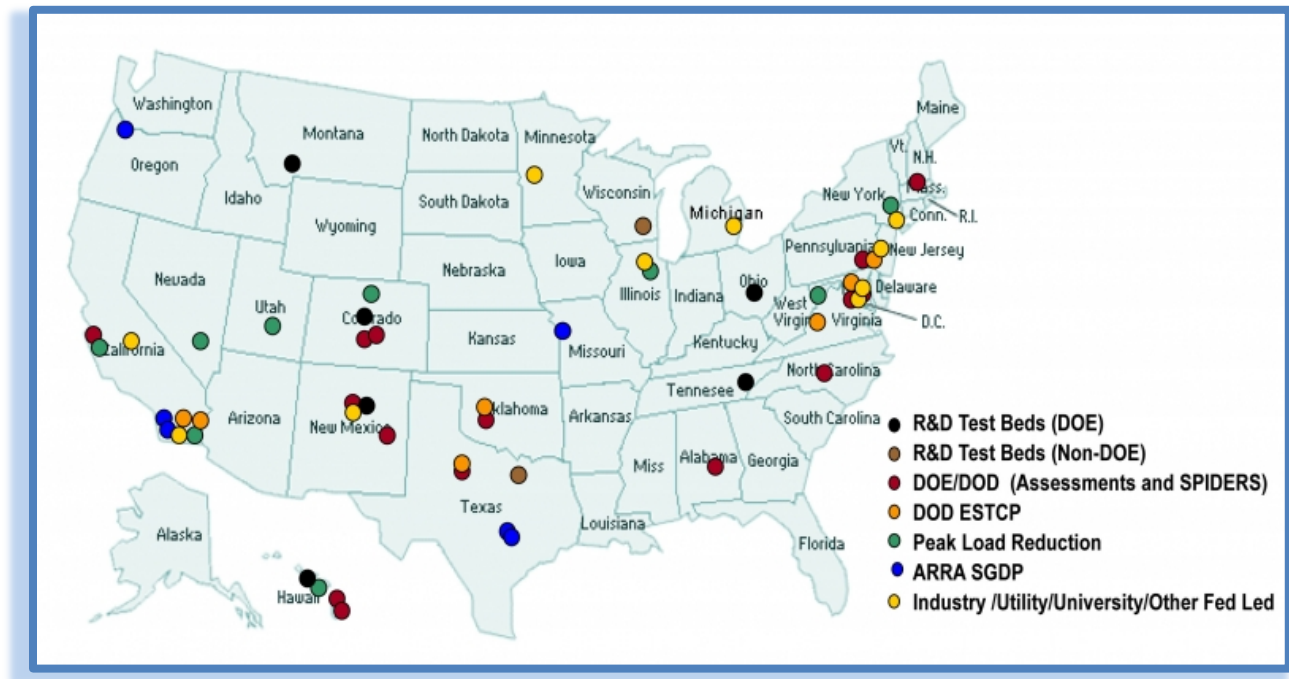 Washington
Montana
North Dakota
Minnesota
Maine
Vt.
N.H.
Oregon
Idaho
South Dakota
Wisconsin
Michigan
New York
Mass.
Conn.
R.I.
Wyoming
Nebraska
Iowa
Pennsylvania
New Jersey
Nevada
Utah
Colorado
Illinois
Indiana
Ohio
Delaware
West
Virginia
Virginia
D.C.
California
Kansas
Missouri
Kentucky
Arizona
New Mexico
Oklahoma
Arkansas
Tennesee
North Carolina
South Carolina
Miss
Alabama
Georgia
Texas
Louisiana
Florida
Alaska
Hawaii
R&D Test Beds (DOE)
R&D Test Beds (Non-DOE)
DOE/DOD (Assessments and SPIDERS)
DOD ESTCP
Peak Load Reduction
ARRA SGDP
Industry /Utility/University/Other Fed Led